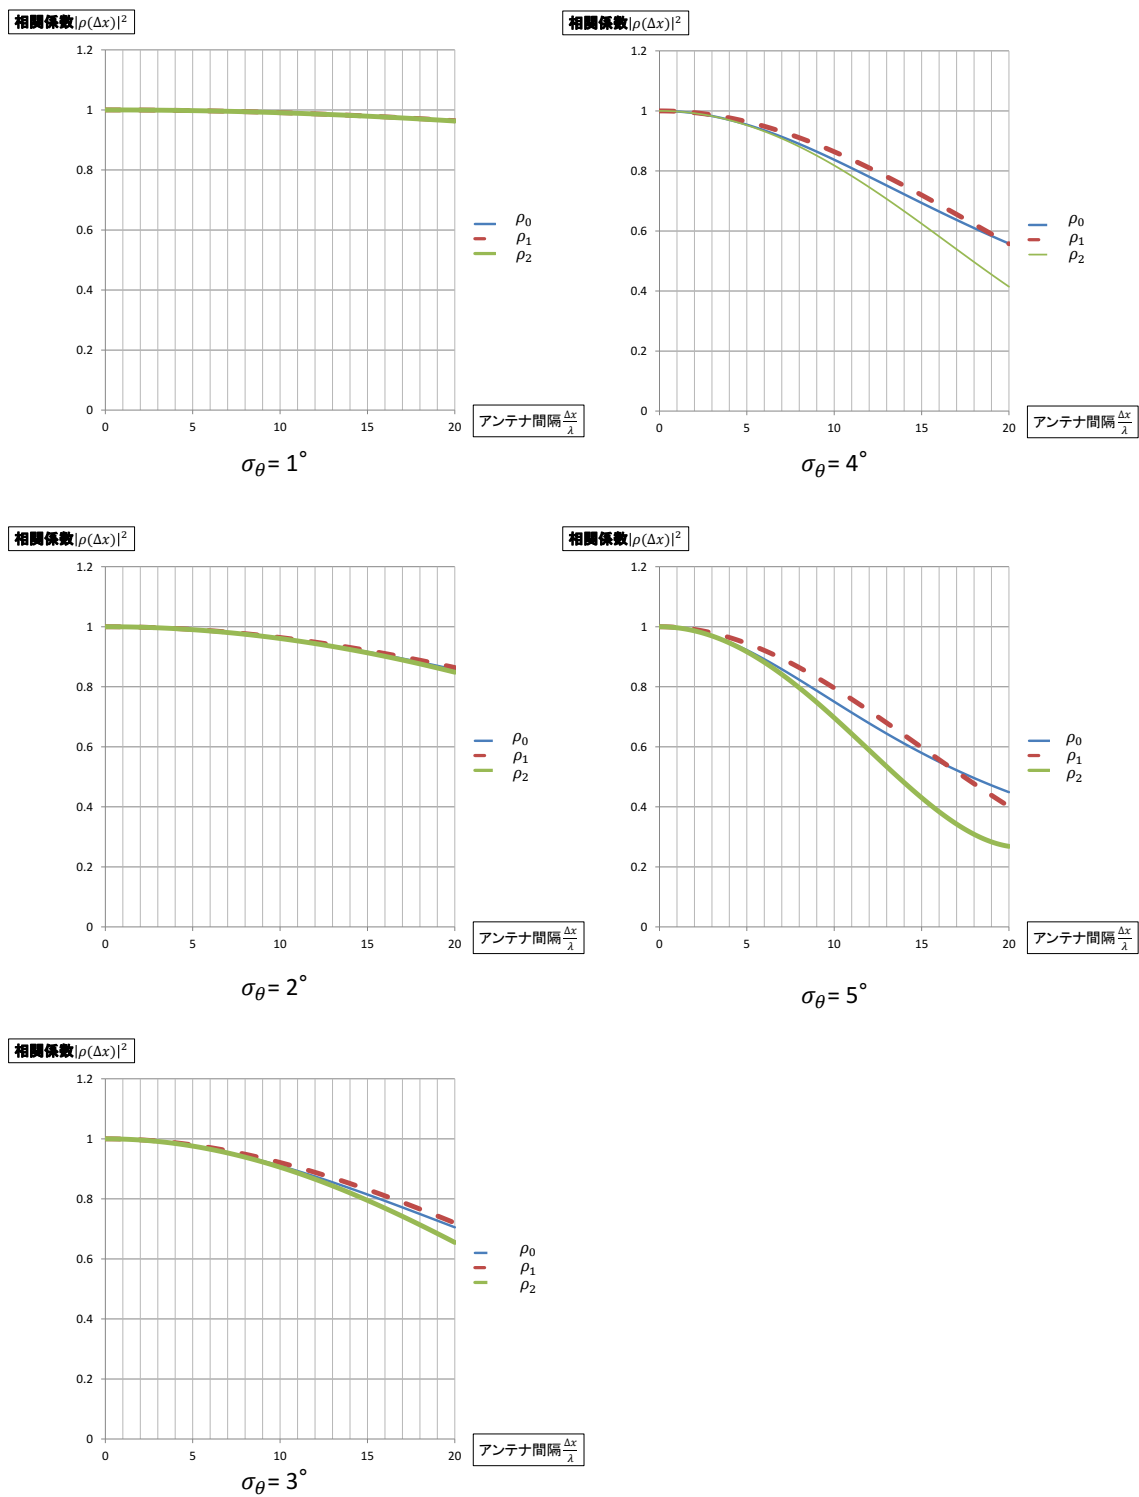 相関係数|ρ(Δx)|²
1.2
1
0.8
0.6
0.4
0.2
0
0 5 10 15 20
ρ₀
ρ₁
ρ₂
アンテナ間隔 Δx/λ
σ_θ = 1°
相関係数|ρ(Δx)|²
1.2
1
0.8
0.6
0.4
0.2
0
0 5 10 15 20
ρ₀
ρ₁
ρ₂
アンテナ間隔 Δx/λ
σ_θ = 4°
相関係数|ρ(Δx)|²
1.2
1
0.8
0.6
0.4
0.2
0
0 5 10 15 20
ρ₀
ρ₁
ρ₂
アンテナ間隔 Δx/λ
σ_θ = 2°
相関係数|ρ(Δx)|²
1.2
1
0.8
0.6
0.4
0.2
0
0 5 10 15 20
ρ₀
ρ₁
ρ₂
アンテナ間隔 Δx/λ
σ_θ = 5°
相関係数|ρ(Δx)|²
1.2
1
0.8
0.6
0.4
0.2
0
0 5 10 15 20
ρ₀
ρ₁
ρ₂
アンテナ間隔 Δx/λ
σ_θ = 3°